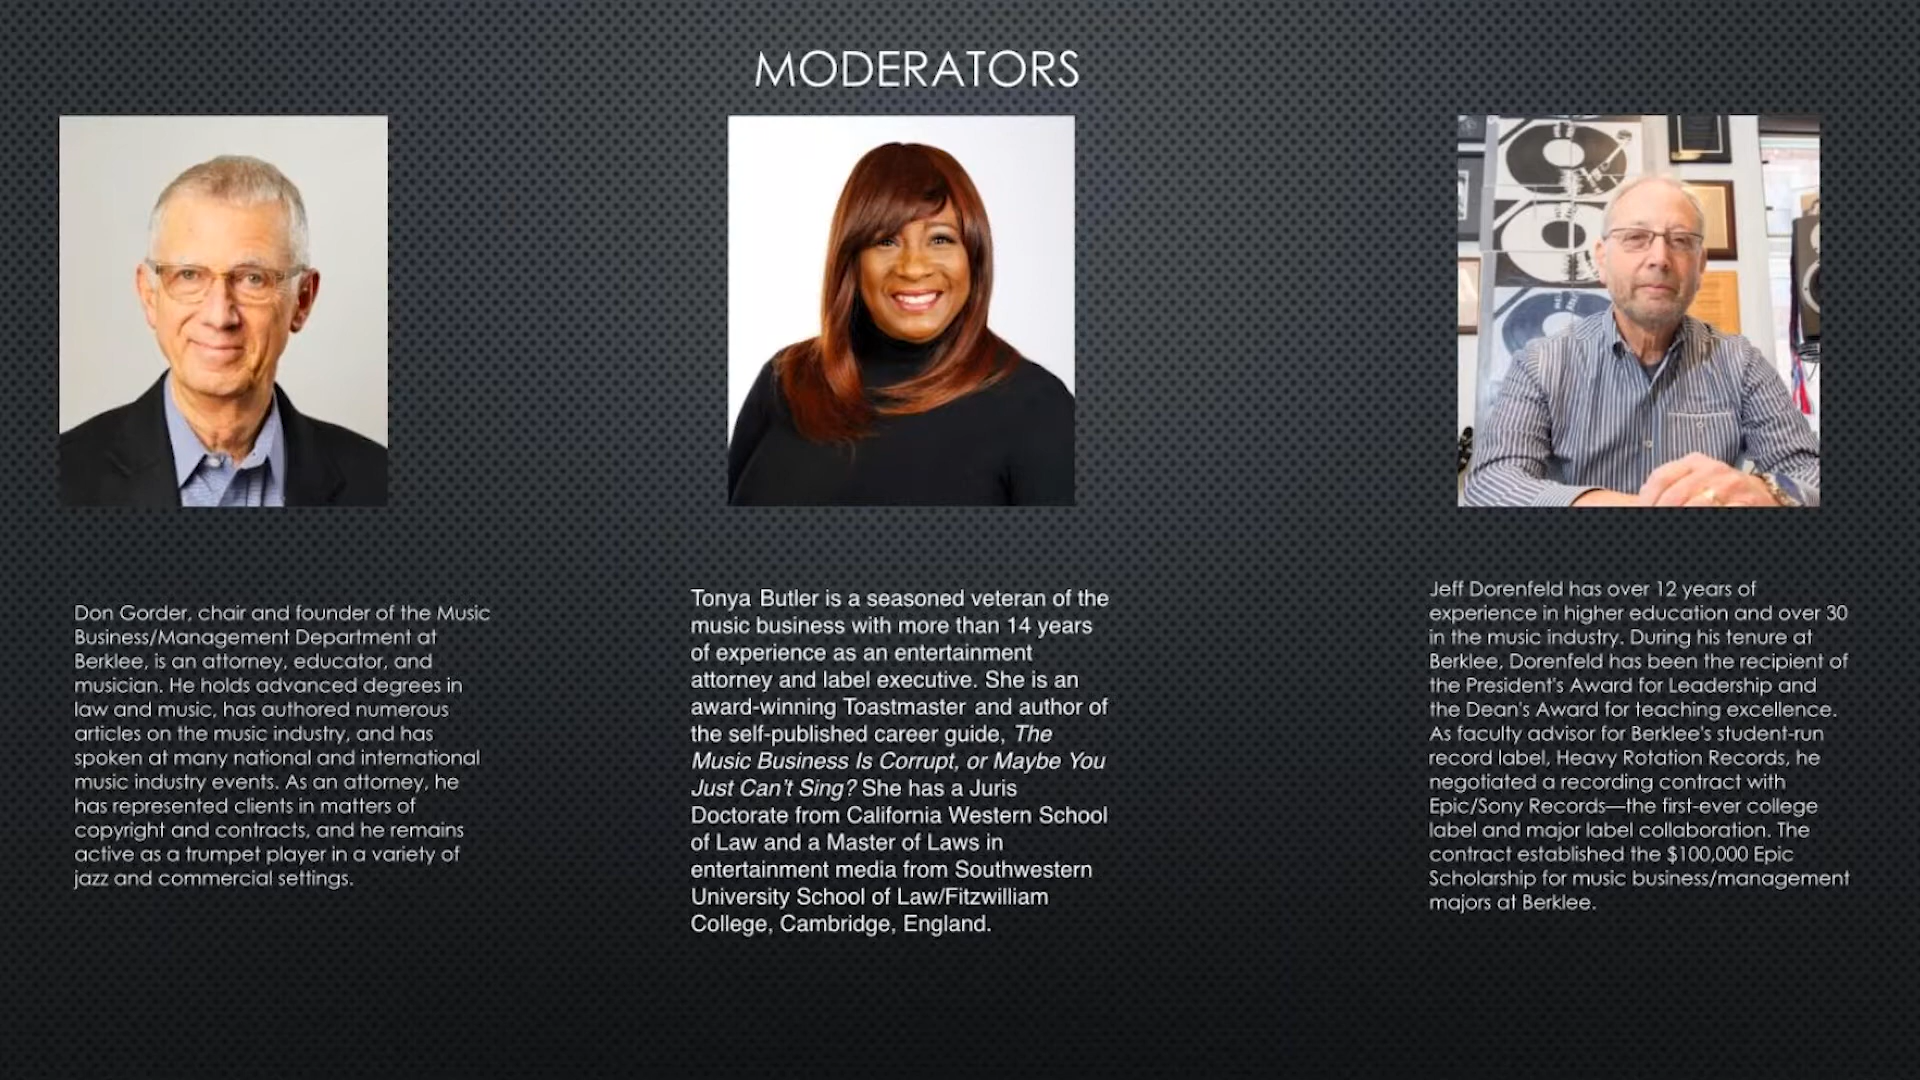 MODERATORS
Don Gorder, chair and founder of the Music
Business/Management Department at
Berklee, is an attorney, educator, and
musician. He holds advanced degrees in
law and music, has authored numerous
articles on the music industry, and has
spoken at many national and international
music industry events. As an attorney, he
has represented clients in matters of
copyright and contracts, and he remains
active as a trumpet player in a variety of
jazz and commercial settings.
Tonya Butler is a seasoned veteran of the
music business with more than 14 years
of experience as an entertainment
attorney and label executive. She is an
award-winning Toastmaster and author of
the self-published career guide, The
Music Business Is Corrupt, or Maybe You
Just Can't Sing? She has a Juris
Doctorate from California Western School
of Law and a Master of Laws in
entertainment media from Southwestern
University School of Law/Fitzwilliam
College, Cambridge, England.
Jeff Dorenfeld has over 12 years of
experience in higher education and over 30
in the music industry. During his tenure at
Berklee, Dorenfeld has been the recipient of
the President's Award for Leadership and
the Dean's Award for teaching excellence.
As faculty advisor for Berklee's student-run
record label, Heavy Rotation Records, he
negotiated a recording contract with
Epic/Sony Records—the first-ever college
label and major label collaboration. The
contract established the $100,000 Epic
Scholarship for music business/management
majors at Berklee.